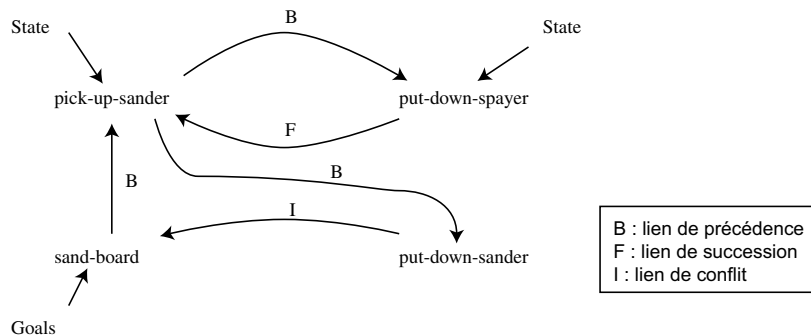 State
B
State
pick-up-sander
put-down-spayer
F
B
B
I
sand-board
put-down-sander
Goals
B : lien de précédence
F : lien de succession
I : lien de conflit